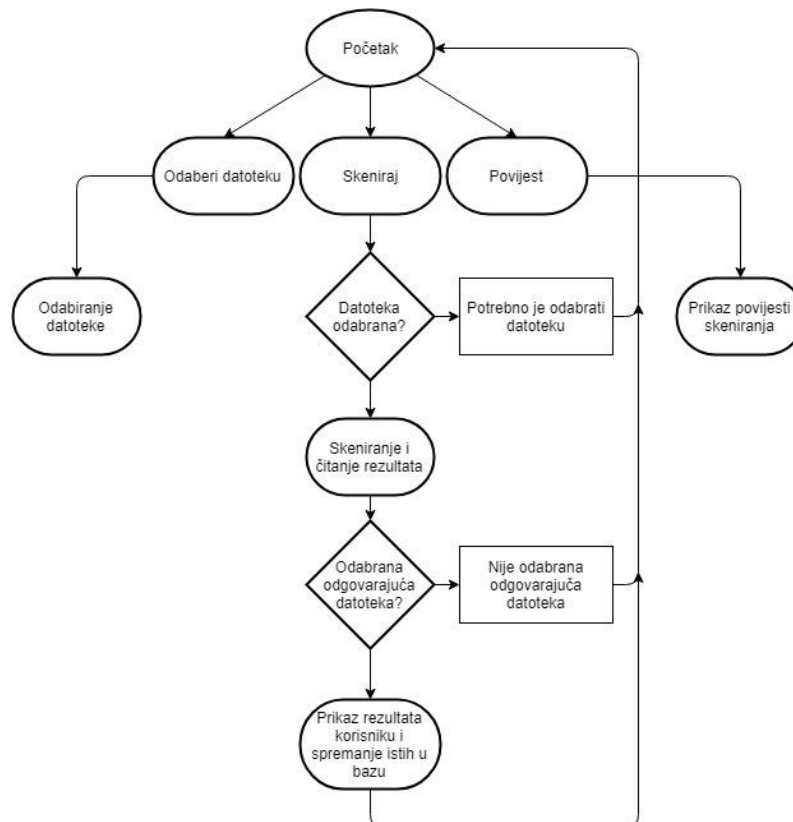 Početak
Odaberi datoteku
Skeniraj
Povijest
Odabiranje
datoteke
Datoteka
odabrana?
Potrebno je odabrati
datoteku
Prikaz povijesti
skeniranja
Skeniranje i
čitanje rezultata
Odabrana
odgovarajuća
datoteka?
Nije odabrana
odgovarajuča
datoteka
Prikaz rezultata
korisniku i
spremanje istih u
bazu